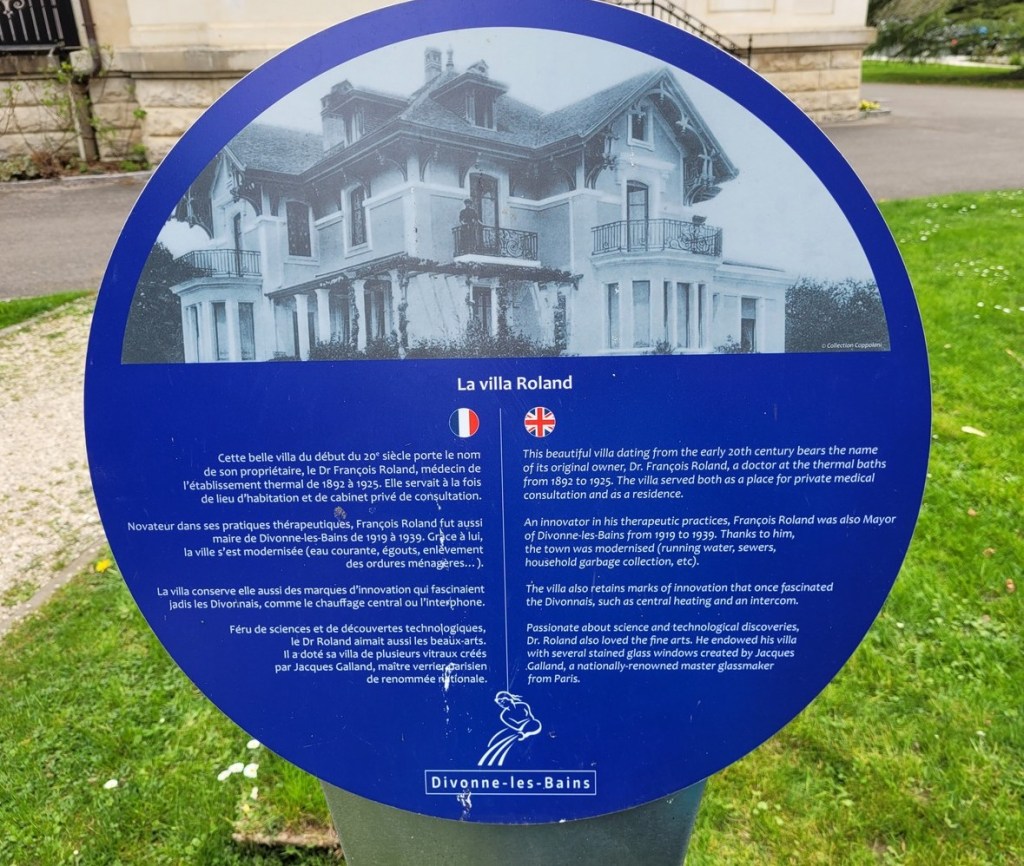 © Collection Cuppoleni
La villa Roland
Cette belle villa du début du 20e siècle porte le nom
de son propriétaire, le Dr François Roland, médecin de
l'établissement thermal de 1892 à 1925. Elle servait à la fois
de lieu d'habitation et de cabinet privé de consultation.
Novateur dans ses pratiques thérapeutiques, François Roland fut aussi
maire de Divonne-les-Bains de 1919 à 1939. Grâce à lui,
la ville s'est modernisée (eau courante, égouts, enlèvement
des ordures ménagères...).
La villa conserve elle aussi des marques d'innovation qui fascinaient
jadis les Divonnais, comme le chauffage central ou l'interphone.
Féru de sciences et de découvertes technologiques,
le Dr Roland aimait aussi les beaux-arts.
Il a doté sa villa de plusieurs vitraux créés
par Jacques Galland, maître verrier parisien
de renommée nationale.
This beautiful villa dating from the early 20th century bears the name
of its original owner, Dr. François Roland, a doctor at the thermal baths
from 1892 to 1925. The villa served both as a place for private medical
consultation and as a residence.
An innovator in his therapeutic practices, François Roland was also Mayor
of Divonne-les-Bains from 1919 to 1939. Thanks to him,
the town was modernised (running water, sewers,
household garbage collection, etc).
The villa also retains marks of innovation that once fascinated
the Divonnais, such as central heating and an intercom.
Passionate about science and technological discoveries,
Dr. Roland also loved the fine arts. He endowed his villa
with several stained glass windows created by Jacques
Galland, a nationally-renowned master glassmaker
from Paris.
Divonne-les-Bains